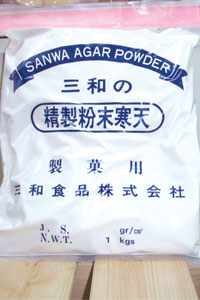 SANWA AGAR POWDER
三和の
精製粉末寒天
製菓用
三和食品株式会社
J. S. gr/c㎡
N.W.T. 1 kgs